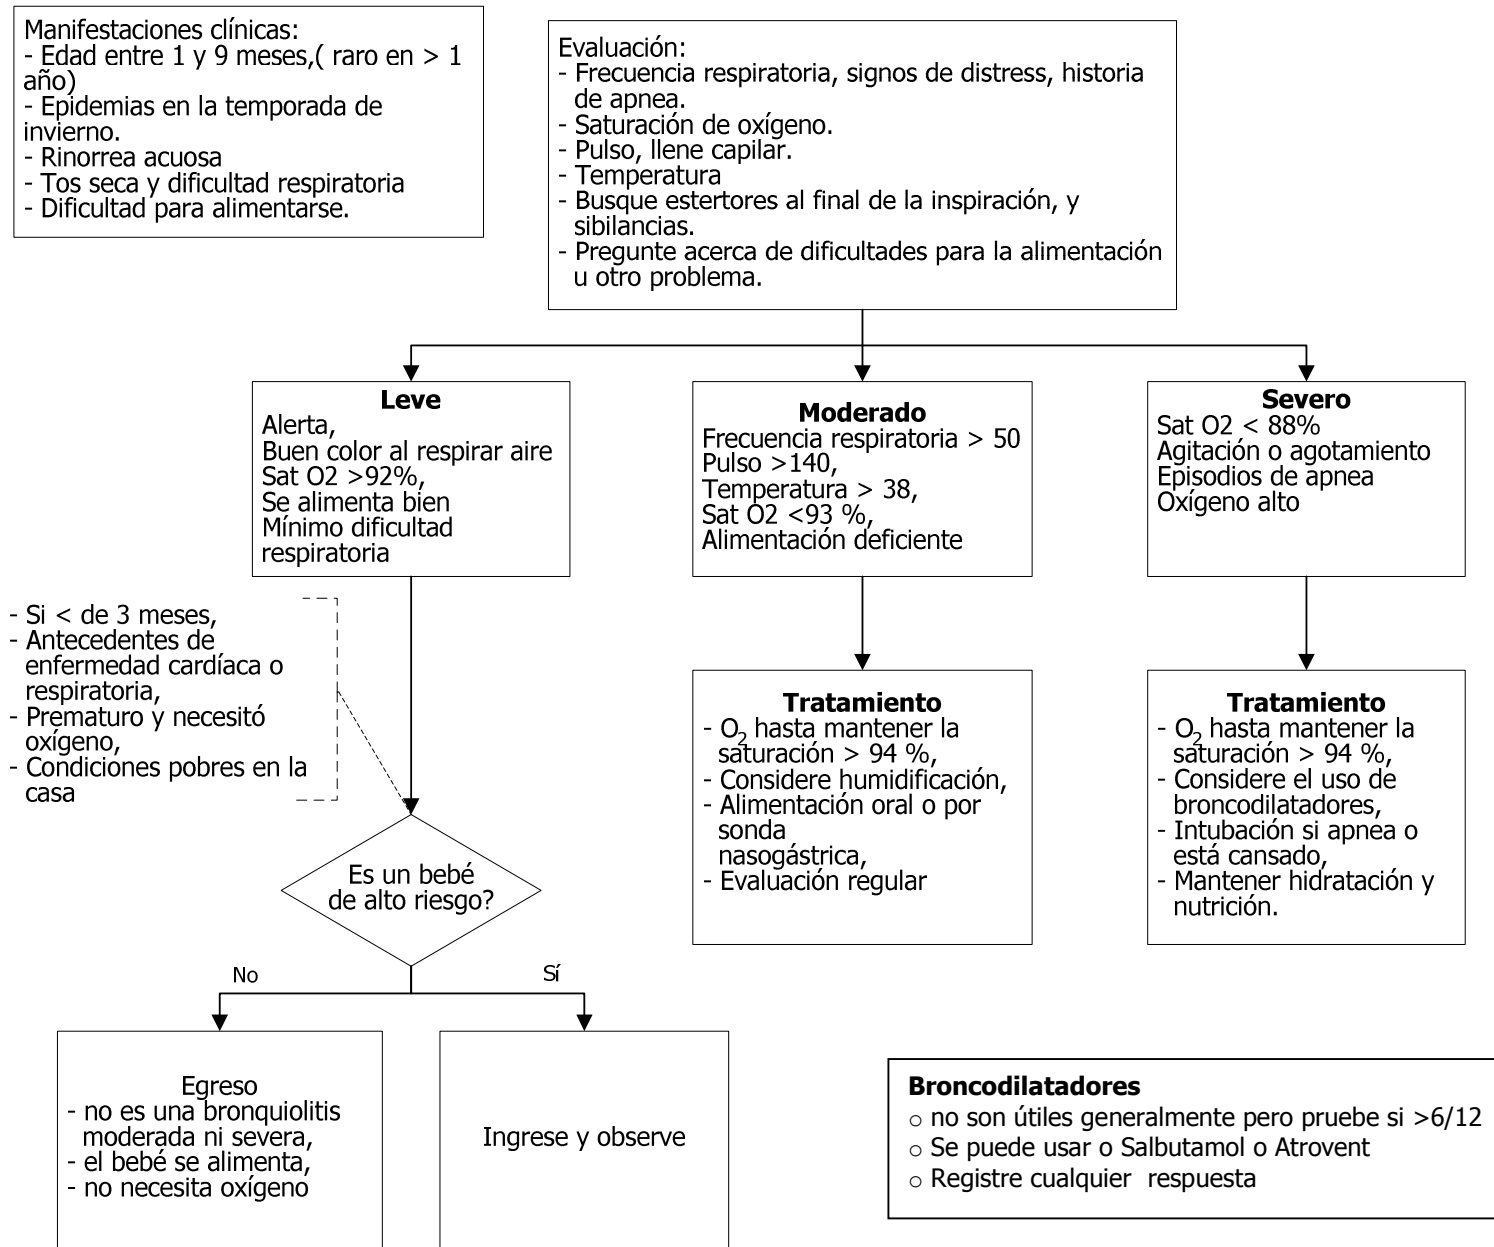 Manifestaciones clínicas:
- Edad entre 1 y 9 meses,( raro en > 1
año)
- Epidemias en la temporada de
invierno.
- Rinorrea acuosa
- Tos seca y dificultad respiratoria
- Dificultad para alimentarse.
Evaluación:
- Frecuencia respiratoria, signos de distress, historia
de apnea.
- Saturación de oxígeno.
- Pulso, llene capilar.
- Temperatura
- Busque estertores al final de la inspiración, y
sibilancias.
- Pregunte acerca de dificultades para la alimentación
u otro problema.
Leve
Alerta,
Buen color al respirar aire
Sat O2 >92%,
Se alimenta bien
Mínimo dificultad
respiratoria
Moderado
Frecuencia respiratoria > 50
Pulso >140,
Temperatura > 38,
Sat O2 <93 %,
Alimentación deficiente
Severo
Sat O2 < 88%
Agitación o agotamiento
Episodios de apnea
Oxígeno alto
- Si < de 3 meses,
- Antecedentes de
enfermedad cardíaca o
respiratoria,
- Prematuro y necesitó
oxígeno,
- Condiciones pobres en la
casa
Tratamiento
- O2 hasta mantener la
saturación > 94 %,
- Considere humidificación,
- Alimentación oral o por
sonda
nasogástrica,
- Evaluación regular
Tratamiento
- O2 hasta mantener la
saturación > 94 %,
- Considere el uso de
broncodilatadores,
- Intubación si apnea o
está cansado,
- Mantener hidratación y
nutrición.
Es un bebé
de alto riesgo?
No
Sí
Egreso
- no es una bronquiolitis
moderada ni severa,
- el bebé se alimenta,
- no necesita oxígeno
Ingrese y observe
Broncodilatadores
○ no son útiles generalmente pero pruebe si >6/12
○ Se puede usar o Salbutamol o Atrovent
○ Registre cualquier respuesta